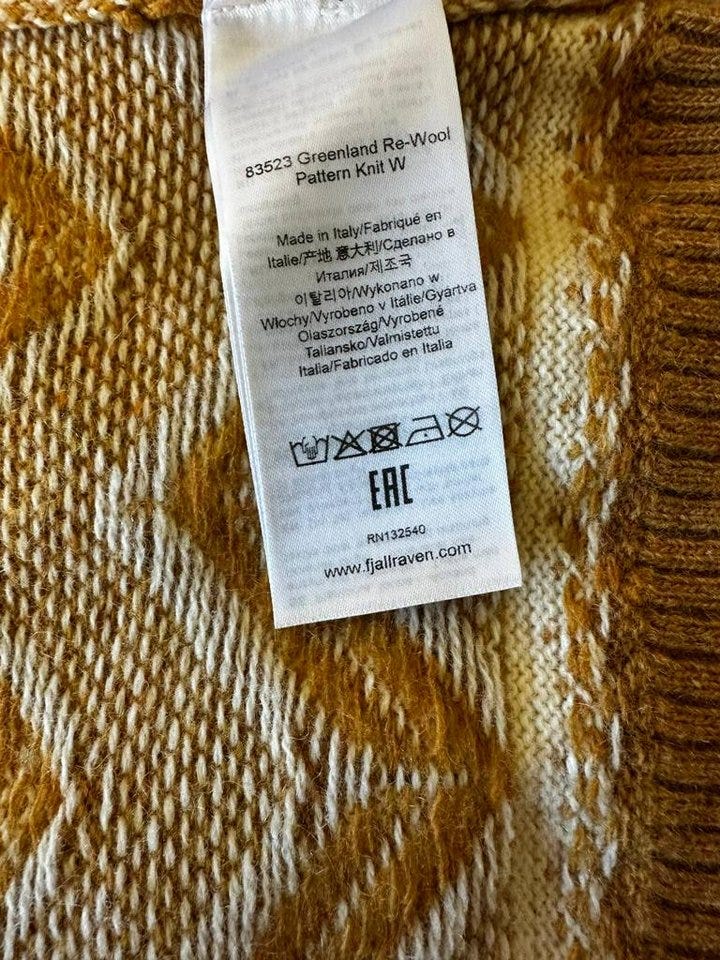 83523 Greenland Re-Wool
Pattern Knit W
Made in Italy/Fabriqué en
Italie/产地 意大利/Сделано в
Италия/제조국
이 탈리아/Wykonano w
Włochy/Vyrobeno v Itálie/Gyártva
Olaszország/Vyrobené
Taliansko/Valmistettu
Italia/Fabricado en Italia
EAC
RN132540
www.fjallraven.com